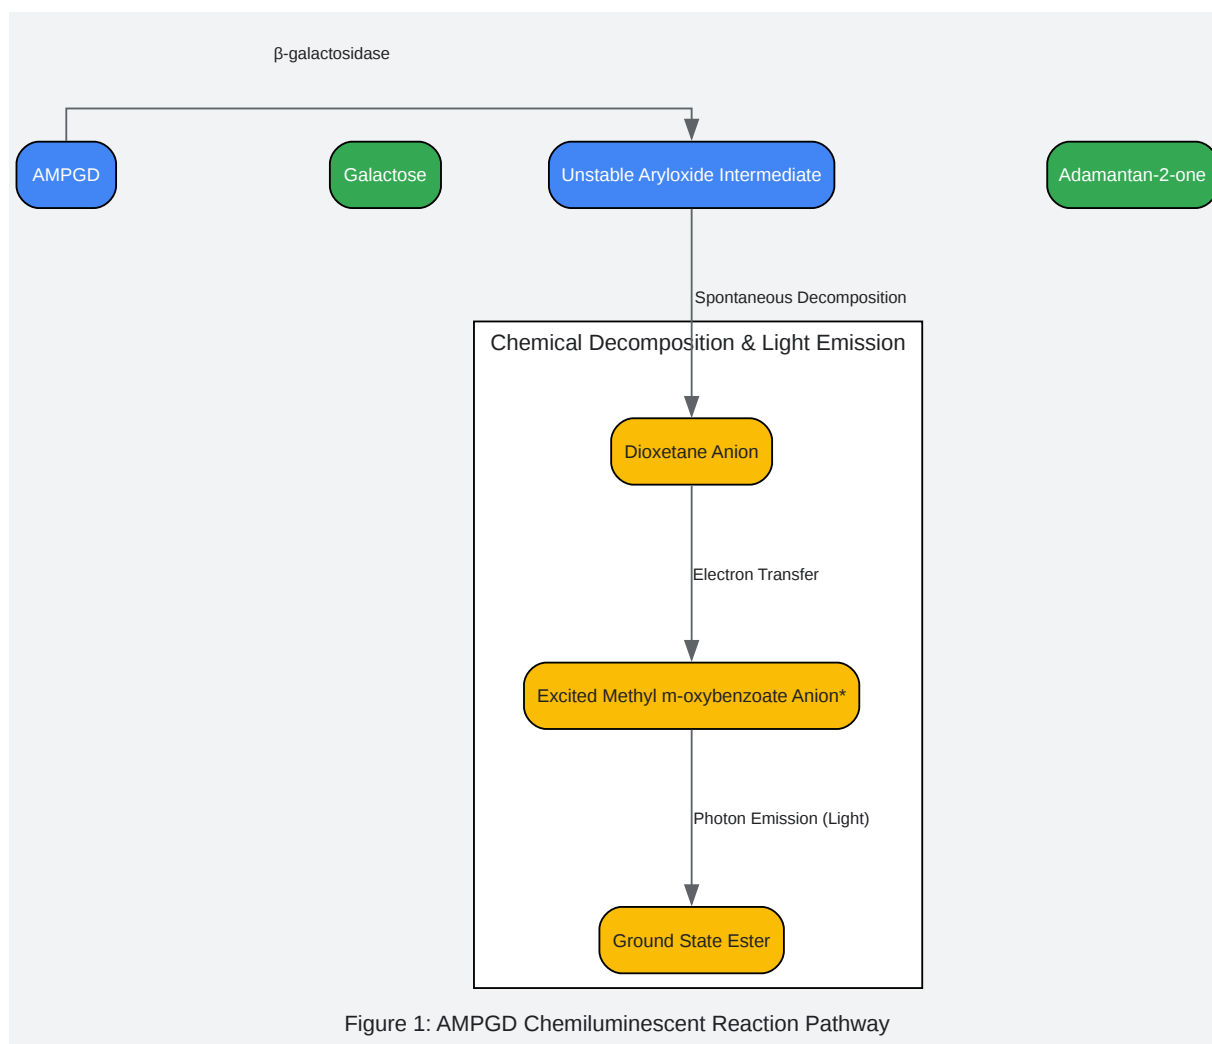 β-galactosidase
AMPGD
Galactose
Unstable Aryloxide Intermediate
Adamantan-2-one
Spontaneous Decomposition
Chemical Decomposition & Light Emission
Dioxetane Anion
Electron Transfer
Excited Methyl m-oxybenzoate Anion*
Photon Emission (Light)
Ground State Ester
Figure 1: AMPGD Chemiluminescent Reaction Pathway